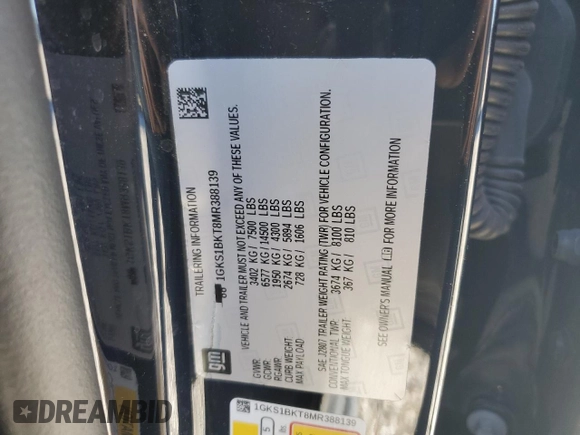 TRAILERING INFORMATION
1GKS1BKT8MR388139
gm
VEHICLE AND TRAILER MUST NOT EXCEED ANY OF THESE VALUES.
GVWR: 3402 KG / 7500 LBS
GCWR: 6577 KG / 14500 LBS
RGAWR 1950 KG / 4300 LBS
CURB WEIGHT: 2674 KG / 5894 LBS
MAX PAYLOAD: 728 KG / 1606 LBS
SAE J2807 TRAILER WEIGHT RATING (TWR) FOR VEHICLE CONFIGURATION.
CONVENTIONAL TWR: 3674 KG / 8100 LBS
MAX TONGUE WEIGHT: 367 KG / 810 LBS
SEE OWNER'S MANUAL FOR MORE INFORMATION
1GKS1BKT8MR388139
DREAMBID